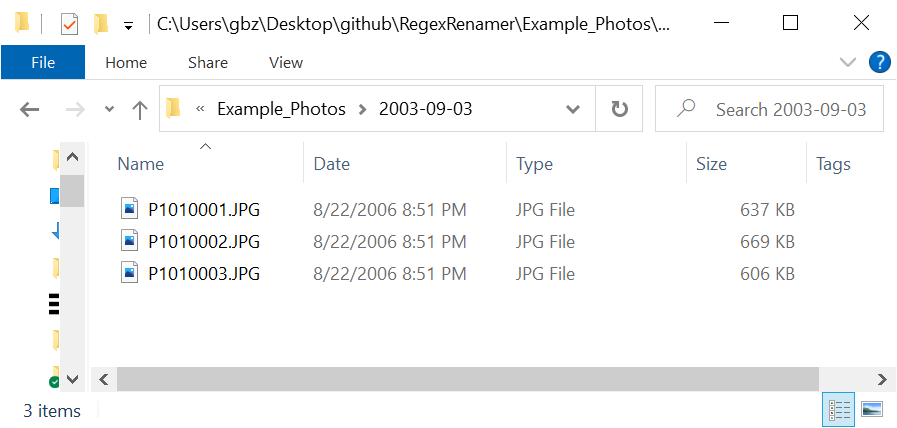 C:\Users\gbz\Desktop\github\RegexRenamer\Example_Photos\...
File Home Share View
« Example_Photos > 2003-09-03 Search 2003-09-03
Name Date Type Size Tags
P1010001.JPG 8/22/2006 8:51 PM JPG File 637 KB
P1010002.JPG 8/22/2006 8:51 PM JPG File 669 KB
P1010003.JPG 8/22/2006 8:51 PM JPG File 606 KB
3 items